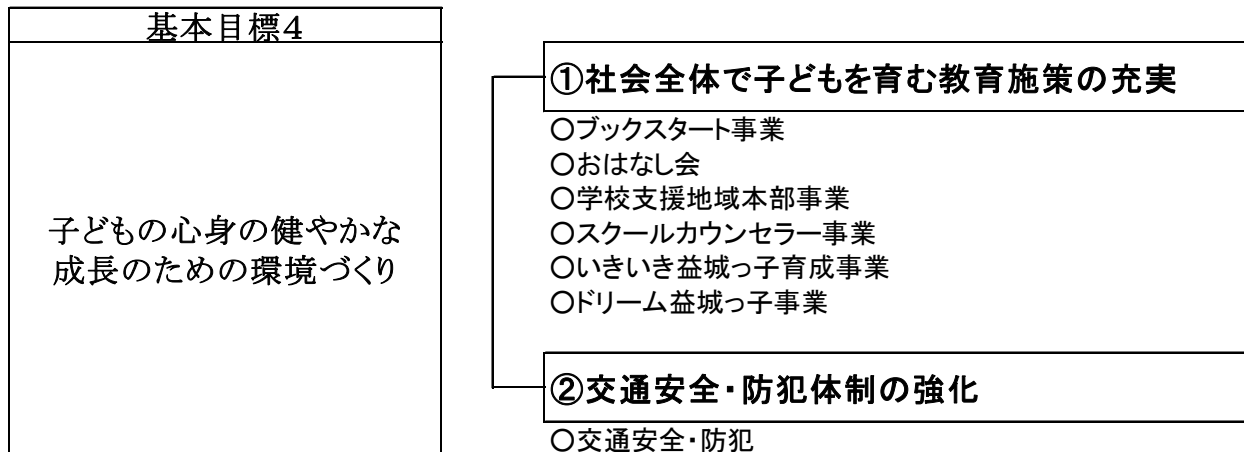 基本目標4
子どもの心身の健やかな
成長のための環境づくり
①社会全体で子どもを育む教育施策の充実
○ブックスタート事業
○おはなし会
○学校支援地域本部事業
○スクールカウンセラー事業
○いきいき益城っ子育成事業
○ドリーム益城っ子事業
②交通安全・防犯体制の強化
○交通安全・防犯